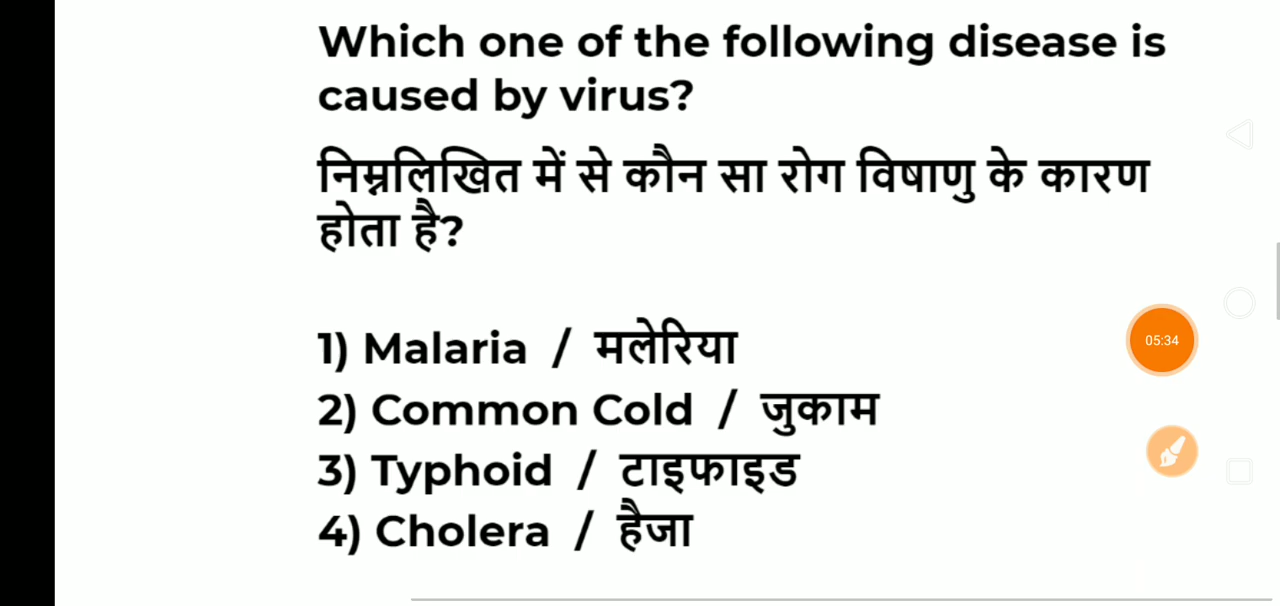 Which one of the following disease is
caused by virus?
निम्नलिखित में से कौन सा रोग विषाणु के कारण
होता है?
1) Malaria / मलेरिया
05:34
2) Common Cold / जुकाम
3) Typhoid / टाइफाइड
4) Cholera / हैजा